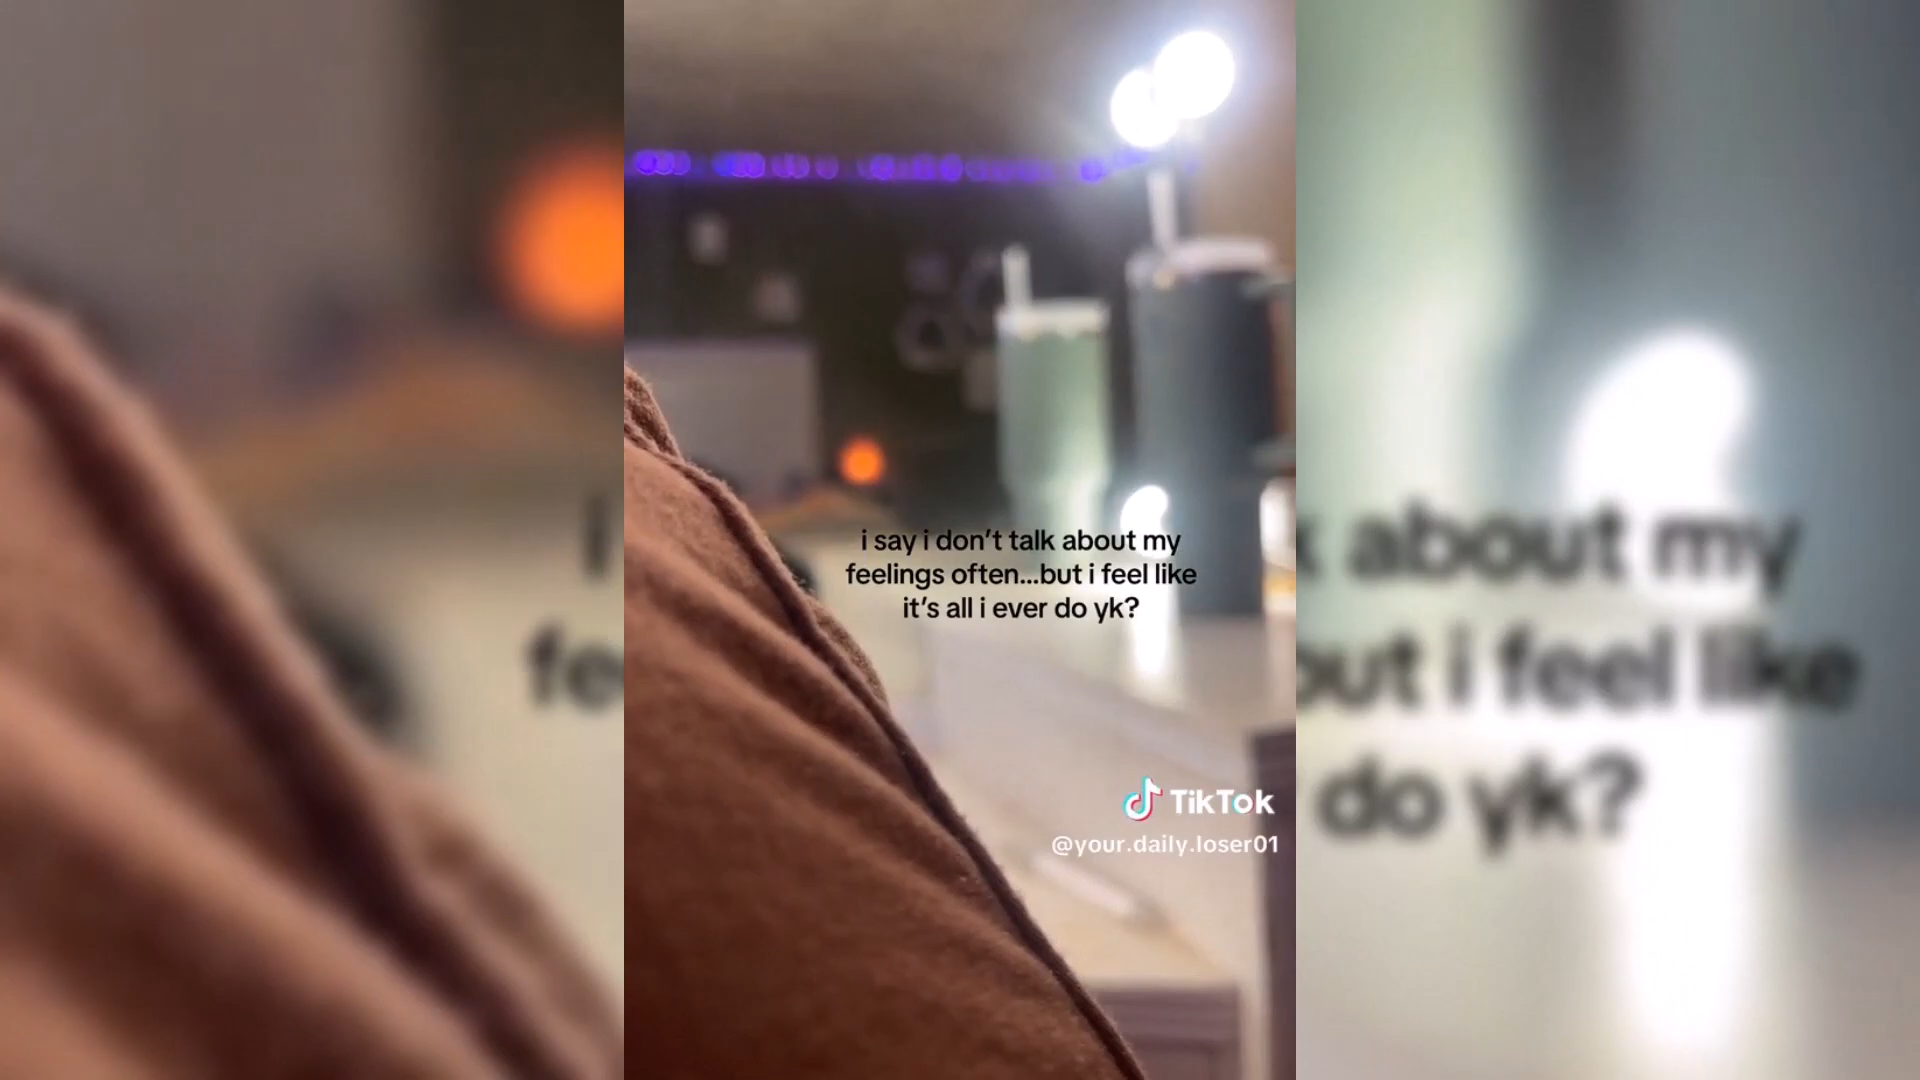 i say i don’t talk about my
feelings often...but i feel like
it’s all i ever do yk?
TikTok
@your.daily.loser01